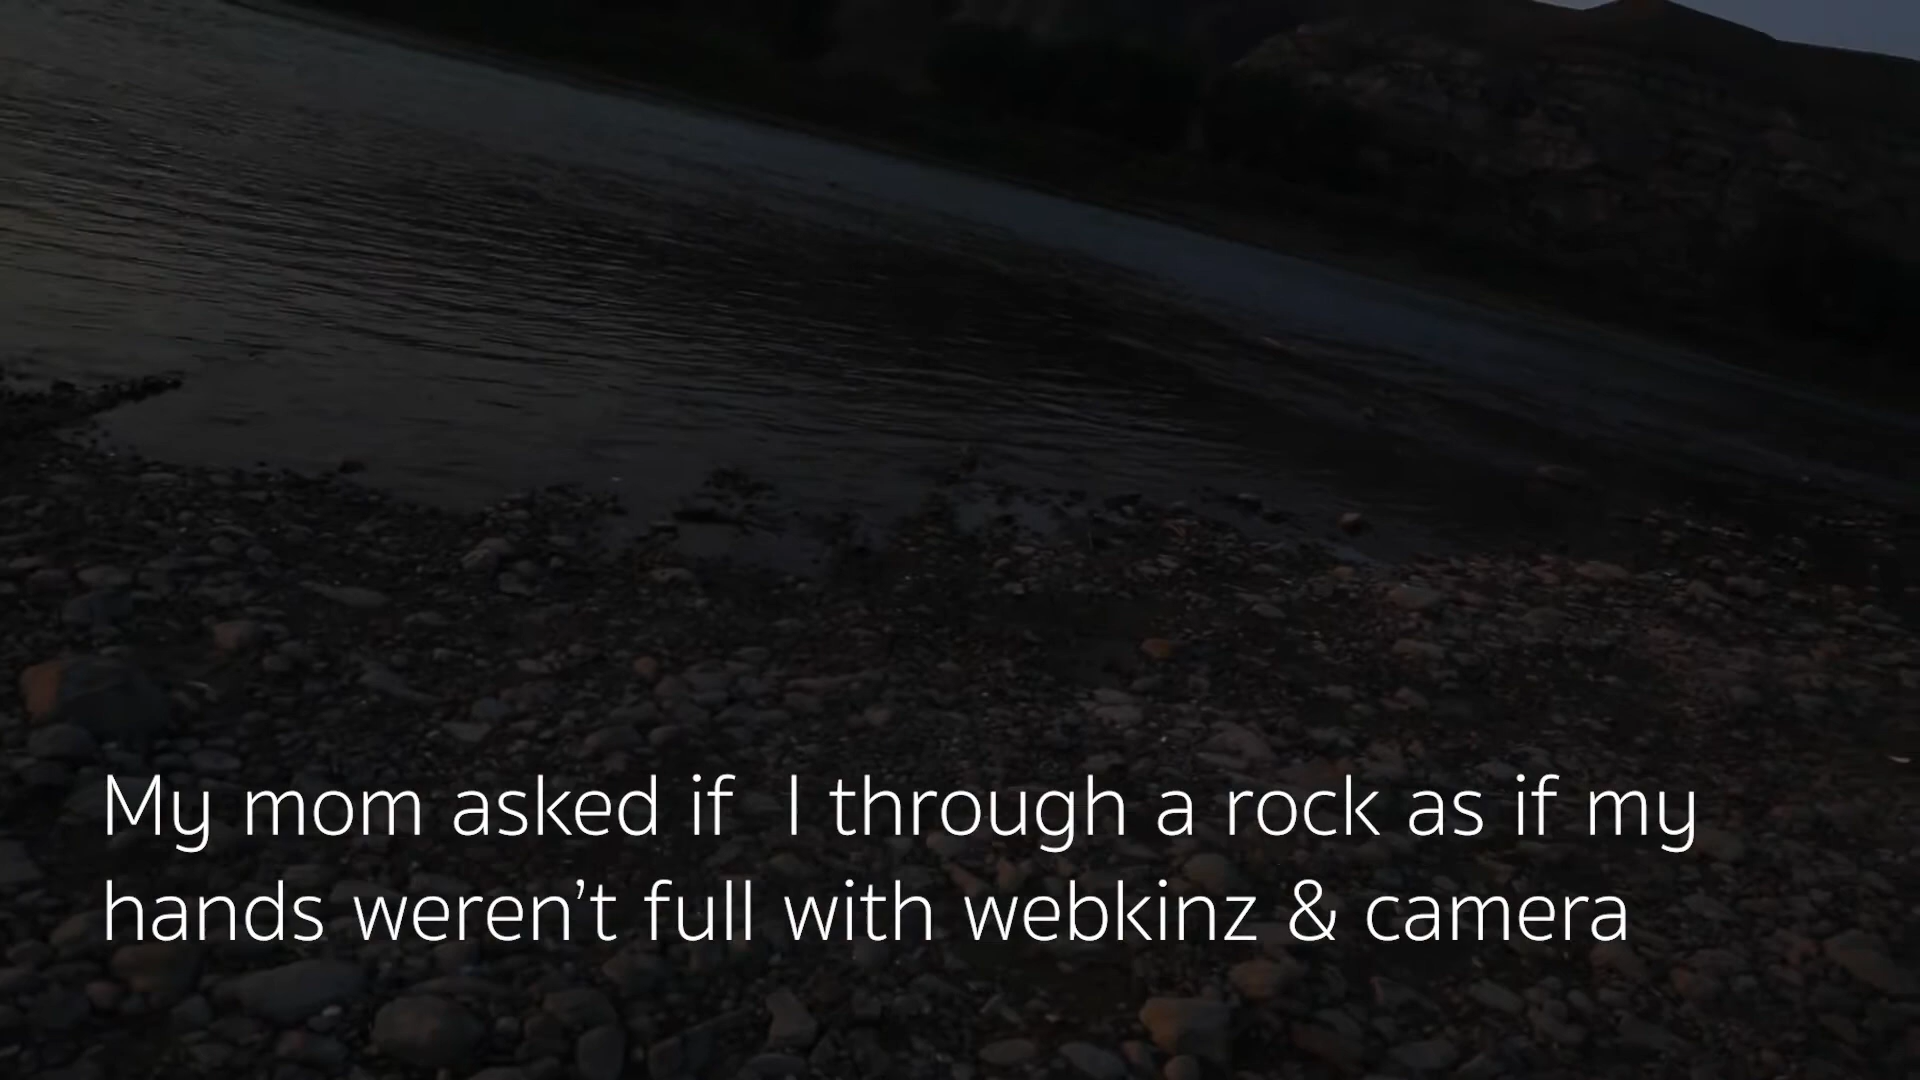 My mom asked if  I through a rock as if my
hands weren’t full with webkinz & camera